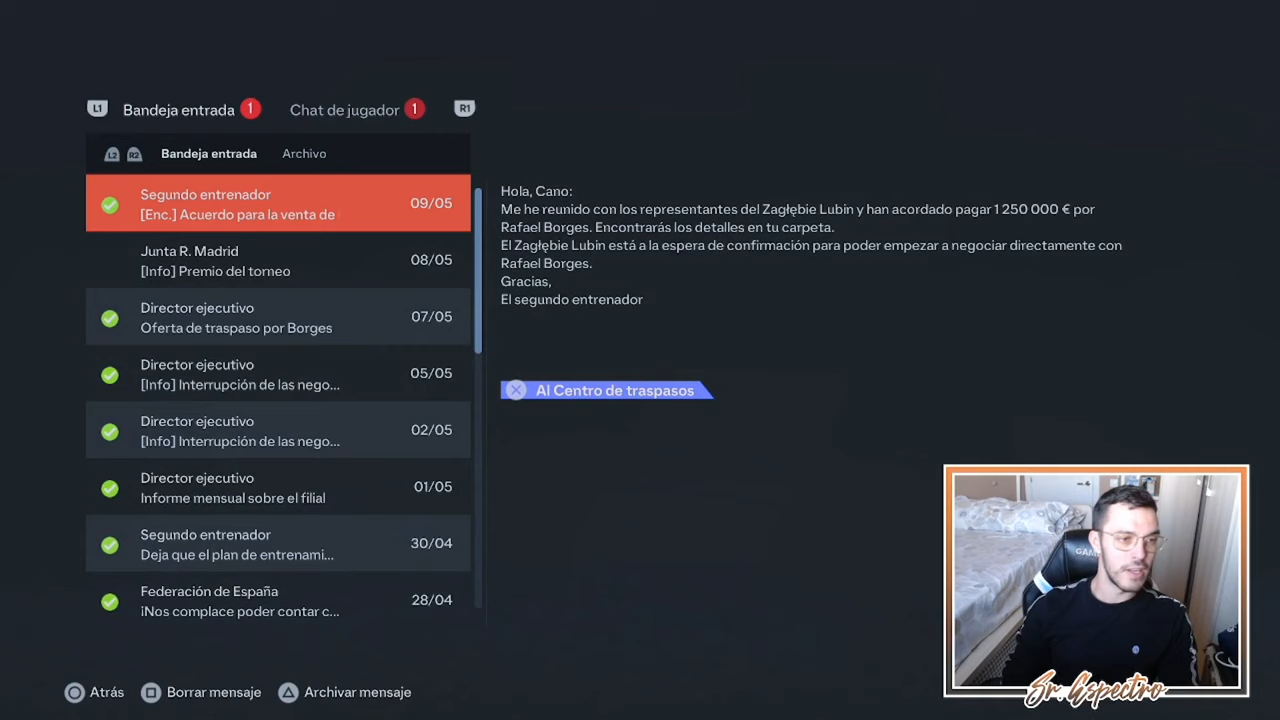 L1 Bandeja entrada 1 Chat de jugador 1 R1
L2 R2 Bandeja entrada Archivo
Segundo entrenador
[Enc.] Acuerdo para la venta de
09/05
Junta R. Madrid
[Info] Premio del torneo
08/05
Director ejecutivo
Oferta de traspaso por Borges
07/05
Director ejecutivo
[Info] Interrupción de las nego...
05/05
Director ejecutivo
[Info] Interrupción de las nego...
02/05
Director ejecutivo
Informe mensual sobre el filial
01/05
Segundo entrenador
Deja que el plan de entrenami...
30/04
Federación de España
¡Nos complace poder contar c...
28/04
Hola, Cano:
Me he reunido con los representantes del Zagłębie Lubin y han acordado pagar 1 250 000 € por
Rafael Borges. Encontrarás los detalles en tu carpeta.
El Zagłębie Lubin está a la espera de confirmación para poder empezar a negociar directamente con
Rafael Borges.
Gracias,
El segundo entrenador
Al Centro de traspasos
Atrás Borrar mensaje Archivar mensaje
Sr. Aspectro